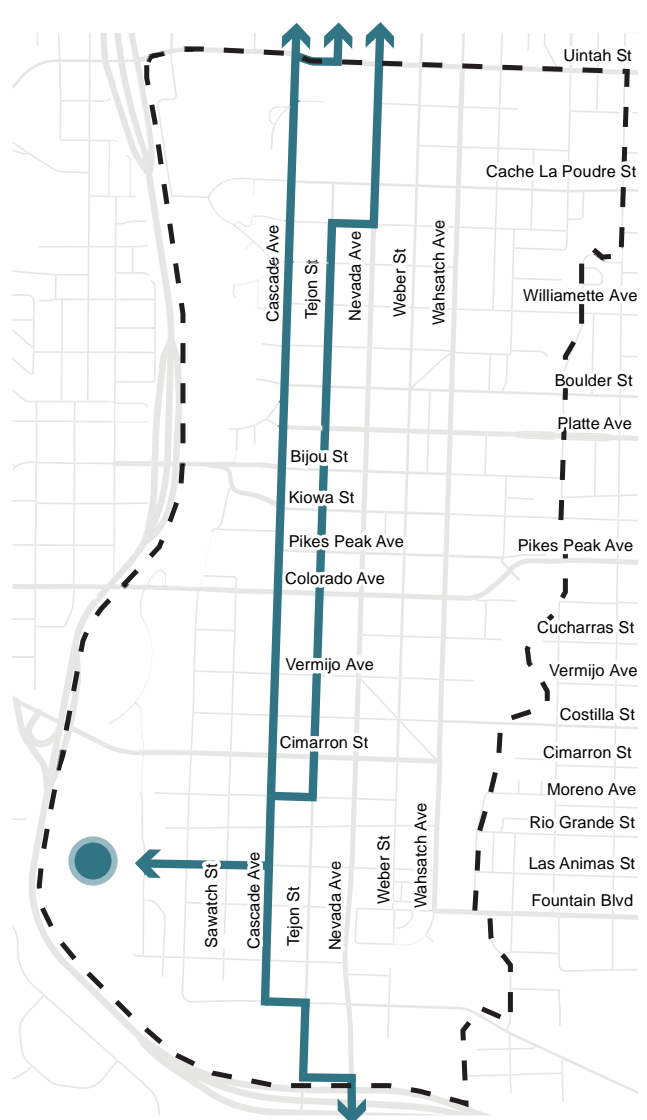 Uintah St
Cache La Poudre St
Cascade Ave
Tejon St
Nevada Ave
Weber St
Wahsatch Ave
Williamette Ave
Boulder St
Platte Ave
Bijou St
Kiowa St
Pikes Peak Ave
Pikes Peak Ave
Colorado Ave
Cucharras St
Vermijo Ave
Vermijo Ave
Costilla St
Cimarron St
Cimarron St
Moreno Ave
Rio Grande St
Las Animas St
Fountain Blvd
Sawatch St
Cascade Ave
Tejon St
Nevada Ave
Weber St
Wahsatch Ave